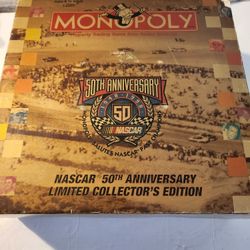 MONOPOLY
50TH ANNIVERSARY
50
NASCAR
NASCAR® 50TH ANNIVERSARY
LIMITED COLLECTOR'S EDITION